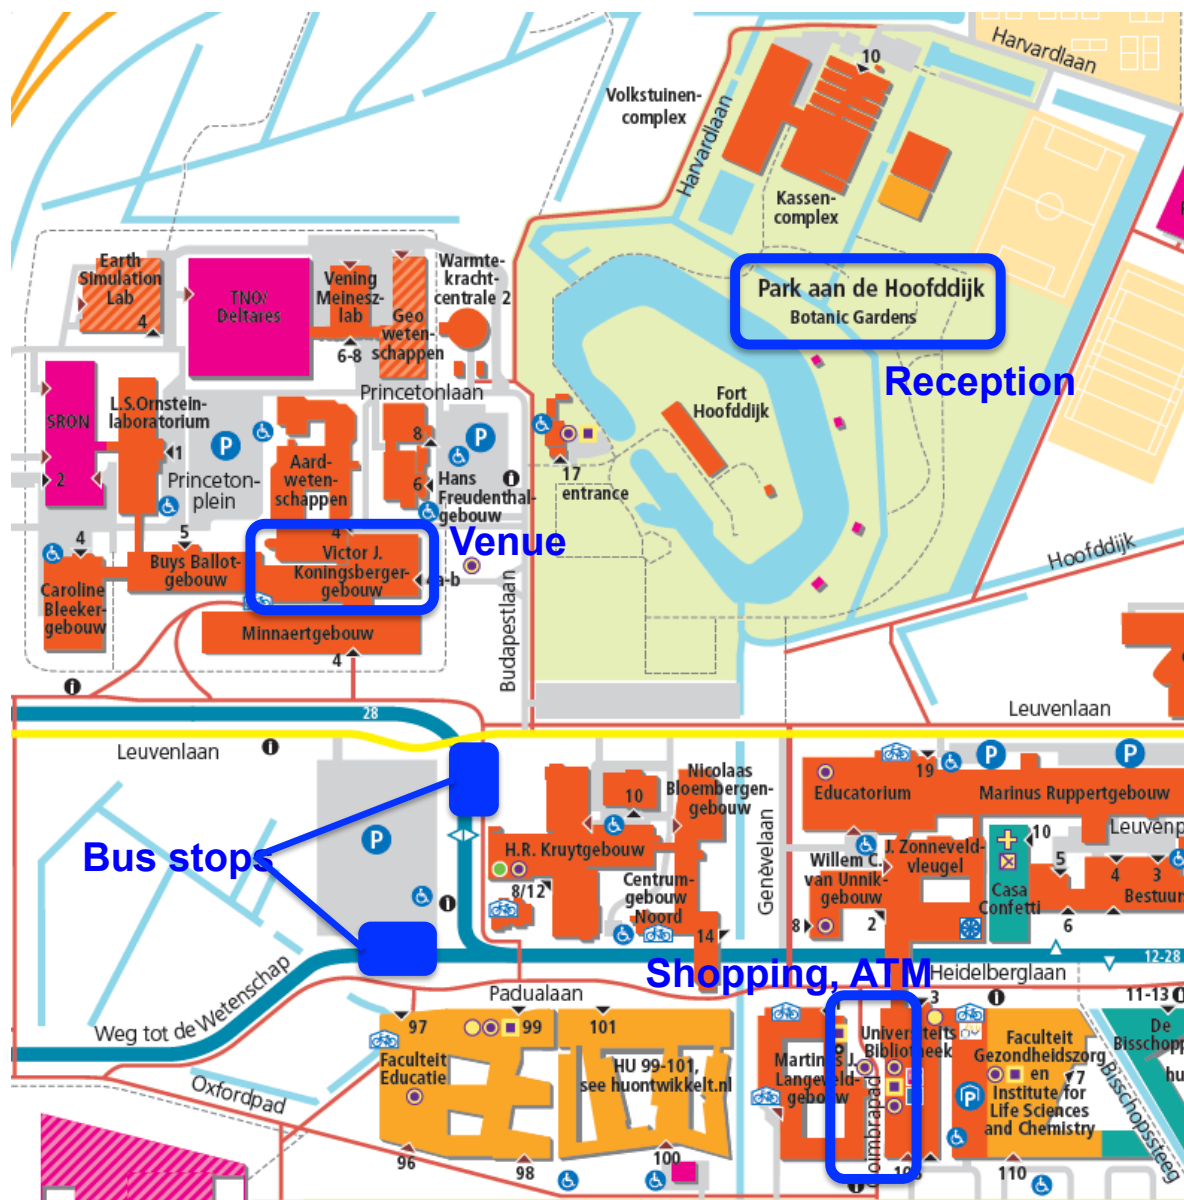 Harvardlaan
10
Volkstuinen-
complex
Harvardlaan
Kassen-
complex
Earth
Simulation
Lab
4
TNO/
Deltares
Vening
Meinesz-
lab
6-8
Geo
weten-
schappen
Warmte-
kracht-
centrale 2
Park aan de Hoofddijk
Botanic Gardens
Reception
Princetonlaan
Fort
Hoofddijk
L.S.Ornstein-
laboratorium
SRON
1
2
P
Princeton-
plein
Aard-
weten-
schappen
4
8
6
P
Hans
Freudenthal-
gebouw
i
17
entrance
Venue
Hoofddijk
4
5
Buys Ballot-
gebouw
Victor J.
Koningsberger-
gebouw
4a-b
Caroline
Bleeker-
gebouw
Minnaertgebouw
4
Budapestlaan
i
28
Leuvenlaan
Leuvenlaan
i
P
Bus stops
i
Nicolaas
Bloembergen-
gebouw
10
H.R. Kruytgebouw
8/12
Centrum-
gebouw
Noord
14
Genèvelaan
19
P
P
Educatorium
Marinus Ruppertgebouw
Willem C.
van Unnik-
gebouw
8
2
J. Zonneveld-
vleugel
10
Casa
Confetti
Leuvenp
5
4
3
Bestuur
6
12-28
Shopping, ATM
Heidelberglaan
Weg tot de Wetenschap
Padualaan
Oxfordpad
97
99
101
Faculteit
Educatie
HU 99-101,
see huontwikkelt.nl
96
98
100
Martinus J.
Langeveld-
gebouw
Coimbrapad
3
Universiteits
Bibliotheek
i
i
P
Faculteit
Gezondheidszorg
en
Institute for
Life Sciences
and Chemistry
7
110
11-13
i
De
Bisschopp
hu
Bisschopssteeg